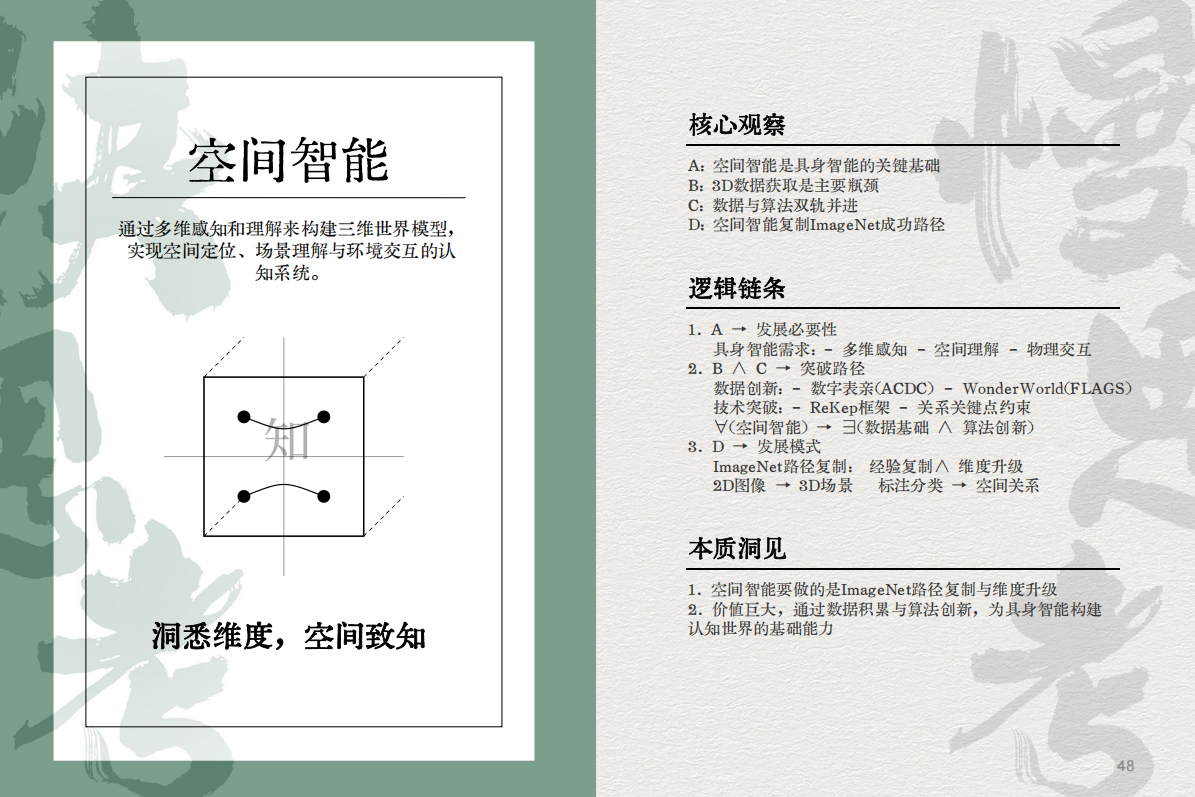 快思考
空间智能
通过多维感知和理解来构建三维世界模型，
实现空间定位、场景理解与环境交互的认
知系统。
知
洞悉维度，空间致知
慢思考
核心观察
A: 空间智能是具身智能的关键基础
B: 3D数据获取是主要瓶颈
C: 数据与算法双轨并进
D: 空间智能复制ImageNet成功路径
逻辑链条
1. A → 发展必要性
具身智能需求: - 多维感知 - 空间理解 - 物理交互
2. B ∧ C → 突破路径
数据创新: - 数字表亲(ACDC) - WonderWorld(FLAGS)
技术突破: - ReKep框架 - 关系关键点约束
∀(空间智能) → ∃(数据基础 ∧ 算法创新)
3. D → 发展模式
ImageNet路径复制: 经验复制∧ 维度升级
2D图像 → 3D场景 标注分类 → 空间关系
本质洞见
1. 空间智能要做的是ImageNet路径复制与维度升级
2. 价值巨大，通过数据积累与算法创新，为具身智能构建
认知世界的基础能力
48